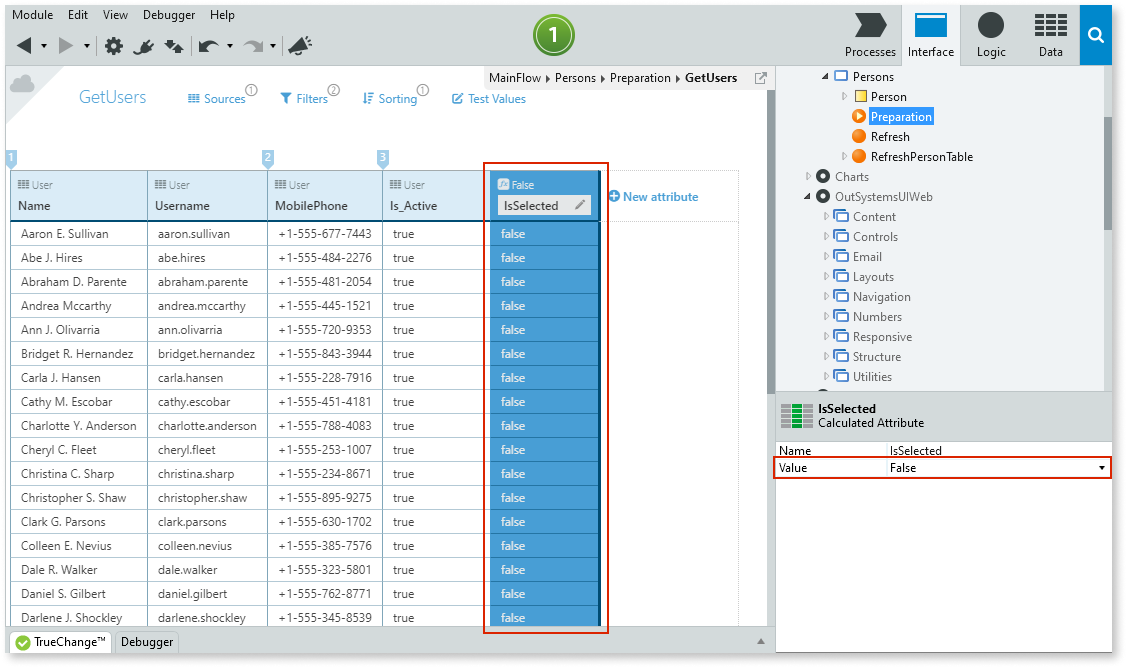 Module Edit View Debugger Help
1
Processes Interface Logic Data
MainFlow Persons Preparation GetUsers
GetUsers
Sources 1 Filters 2 Sorting 1 Test Values
1 2 3
User User User User False
Name Username MobilePhone Is_Active IsSelected New attribute
Aaron E. Sullivan aaron.sullivan +1-555-677-7443 true false
Abe J. Hires abe.hires +1-555-484-2276 true false
Abraham D. Parente abraham.parente +1-555-481-2054 true false
Andrea Mccarthy andrea.mccarthy +1-555-445-1521 true false
Ann J. Olivarria ann.olivarria +1-555-720-9353 true false
Bridget R. Hernandez bridget.hernandez +1-555-843-3944 true false
Carla J. Hansen carla.hansen +1-555-228-7916 true false
Cathy M. Escobar cathy.escobar +1-555-451-4181 true false
Charlotte Y. Anderson charlotte.anderson +1-555-788-4083 true false
Cheryl C. Fleet cheryl.fleet +1-555-253-1007 true false
Christina C. Sharp christina.sharp +1-555-234-8671 true false
Christopher S. Shaw christopher.shaw +1-555-895-9275 true false
Clark G. Parsons clark.parsons +1-555-630-1702 true false
Colleen E. Nevius colleen.nevius +1-555-385-7576 true false
Dale R. Walker dale.walker +1-555-323-5801 true false
Daniel S. Gilbert daniel.gilbert +1-555-762-8771 true false
Darlene J. Shockley darlene.shockley +1-555-345-8539 true false
TrueChange™ Debugger
Persons
Person
Preparation
Refresh
RefreshPersonTable
Charts
OutSystemsUIWeb
Content
Controls
Email
Layouts
Navigation
Numbers
Responsive
Structure
Utilities
IsSelected
Calculated Attribute
Name IsSelected
Value False